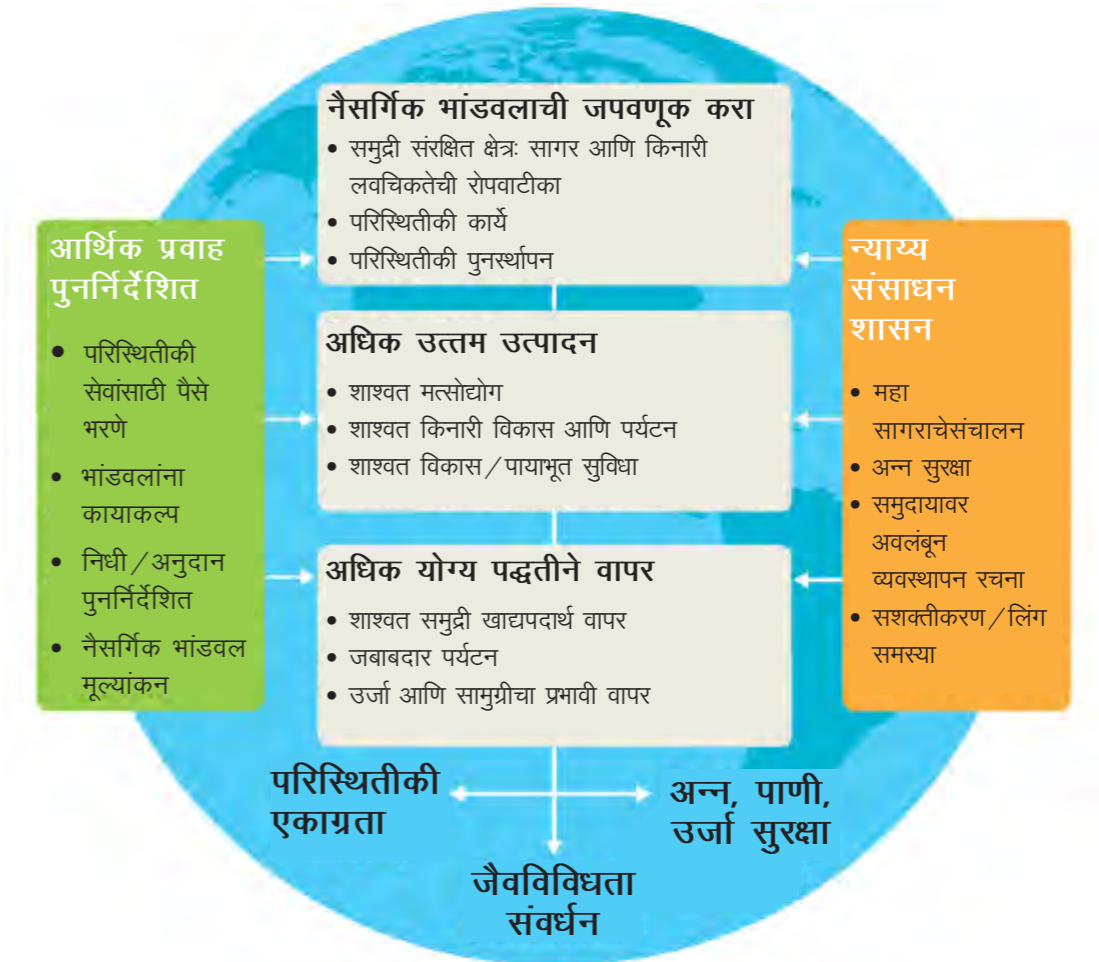 नैसर्गिक भांडवलाची जपवणूक करा
• समुद्री संरक्षित क्षेत्रः सागर आणि किनारी
लवचिकतेची रोपवाटीका
• परिस्थितीकी कार्ये
• परिस्थितीकी पुनर्स्थापन
आर्थिक प्रवाह
पुनर्निर्देशित
• परिस्थितीकी
सेवांसाठी पैसे
भरणे
• भांडवलांना
कायाकल्प
• निधी/अनुदान
पुनर्निर्देशित
• नैसर्गिक भांडवल
मूल्यांकन
अधिक उत्तम उत्पादन
• शाश्वत मत्सोद्योग
• शाश्वत किनारी विकास आणि पर्यटन
• शाश्वत विकास/पायाभूत सुविधा
अधिक योग्य पद्धतीने वापर
• शाश्वत समुद्री खाद्यपदार्थ वापर
• जबाबदार पर्यटन
• उर्जा आणि सामुग्रीचा प्रभावी वापर
न्याय्य
संसाधन
शासन
• महा
सागराचेसंचालन
• अन्न सुरक्षा
• समुदायावर
अवलंबून
व्यवस्थापन रचना
• सशक्तीकरण/लिंग
समस्या
परिस्थितीकी
एकाग्रता
अन्न, पाणी,
उर्जा सुरक्षा
जैवविविधता
संवर्धन